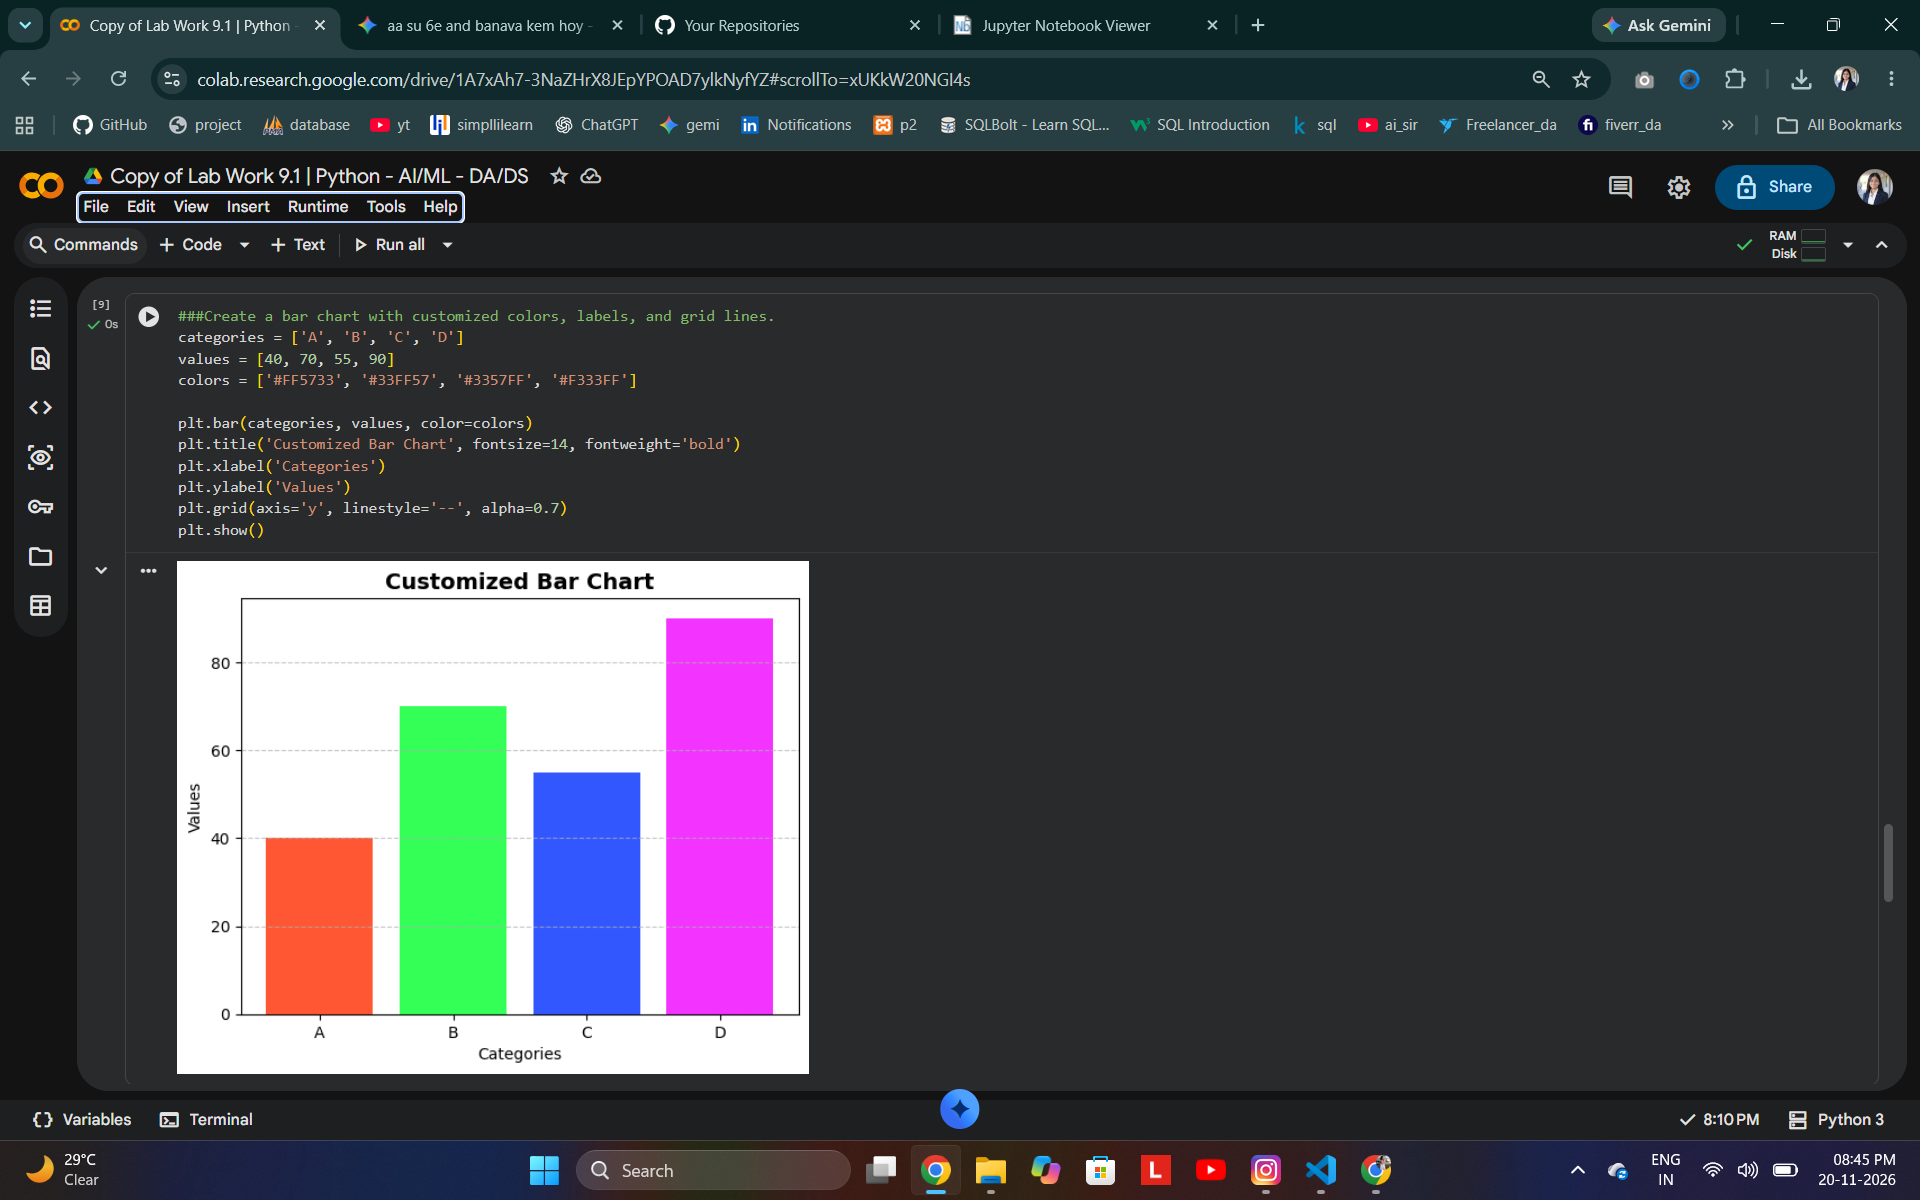 Copy of Lab Work 9.1 | Python -
aa su 6e and banava kem hoy -
Your Repositories
Jupyter Notebook Viewer
Ask Gemini
colab.research.google.com/drive/1A7xAh7-3NaZHrX8JEpYPOAD7ylkNyfYZ#scrollTo=xUKkW20NGI4s
GitHub project database yt simpllilearn ChatGPT gemi Notifications p2 SQLBolt - Learn SQL... SQL Introduction sql ai_sir Freelancer_da fiverr_da » All Bookmarks
Copy of Lab Work 9.1 | Python - AI/ML - DA/DS
Share
File Edit View Insert Runtime Tools Help
Commands + Code + Text Run all
RAM
Disk
[9]
0s
###Create a bar chart with customized colors, labels, and grid lines.
categories = ['A', 'B', 'C', 'D']
values = [40, 70, 55, 90]
colors = ['#FF5733', '#33FF57', '#3357FF', '#F333FF']
plt.bar(categories, values, color=colors)
plt.title('Customized Bar Chart', fontsize=14, fontweight='bold')
plt.xlabel('Categories')
plt.ylabel('Values')
plt.grid(axis='y', linestyle='--', alpha=0.7)
plt.show()
Customized Bar Chart
80
60
40
20
0
Values
A B C D
Categories
Variables Terminal
8:10 PM Python 3
29°C
Clear
Search
ENG
IN
08:45 PM
20-11-2026